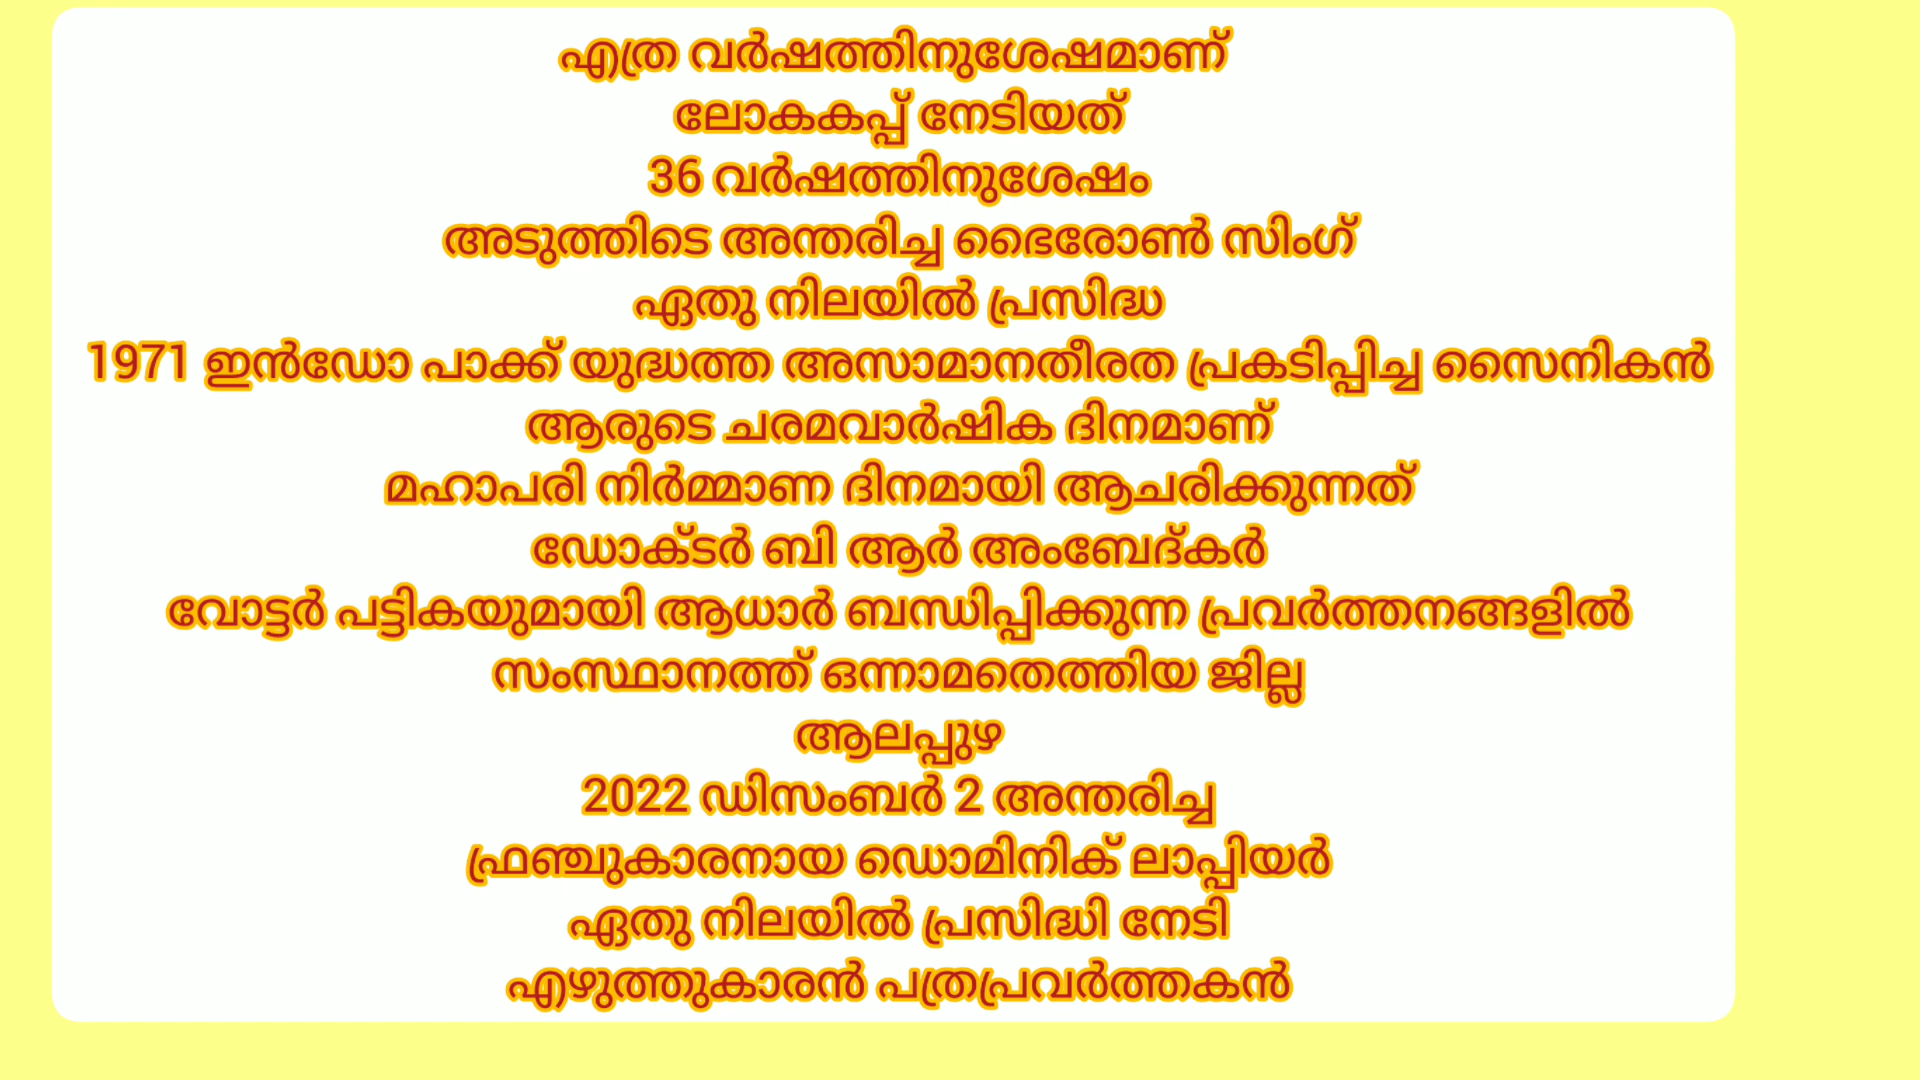 എത്ര വർഷത്തിനുശേഷമാണ്
ലോകകപ്പ് നേടിയത്
36 വർഷത്തിനുശേഷം
അടുത്തിടെ അന്തരിച്ച ഭൈരോൺ സിംഗ്
ഏതു നിലയിൽ പ്രസിദ്ധ
1971 ഇൻഡോ പാക്ക് യുദ്ധത്ത അസാമാനതീരത പ്രകടിപ്പിച്ച സൈനികൻ
ആരുടെ ചരമവാർഷിക ദിനമാണ്
മഹാപരി നിർമ്മാണ ദിനമായി ആചരിക്കുന്നത്
ഡോക്ടർ ബി ആർ അംബേദ്കർ
വോട്ടർ പട്ടികയുമായി ആധാർ ബന്ധിപ്പിക്കുന്ന പ്രവർത്തനങ്ങളിൽ
സംസ്ഥാനത്ത് ഒന്നാമതെത്തിയ ജില്ല
ആലപ്പുഴ
2022 ഡിസംബർ 2 അന്തരിച്ച
ഫ്രഞ്ചുകാരനായ ഡൊമിനിക് ലാപ്പിയർ
ഏതു നിലയിൽ പ്രസിദ്ധി നേടി
എഴുത്തുകാരൻ പത്രപ്രവർത്തകൻ